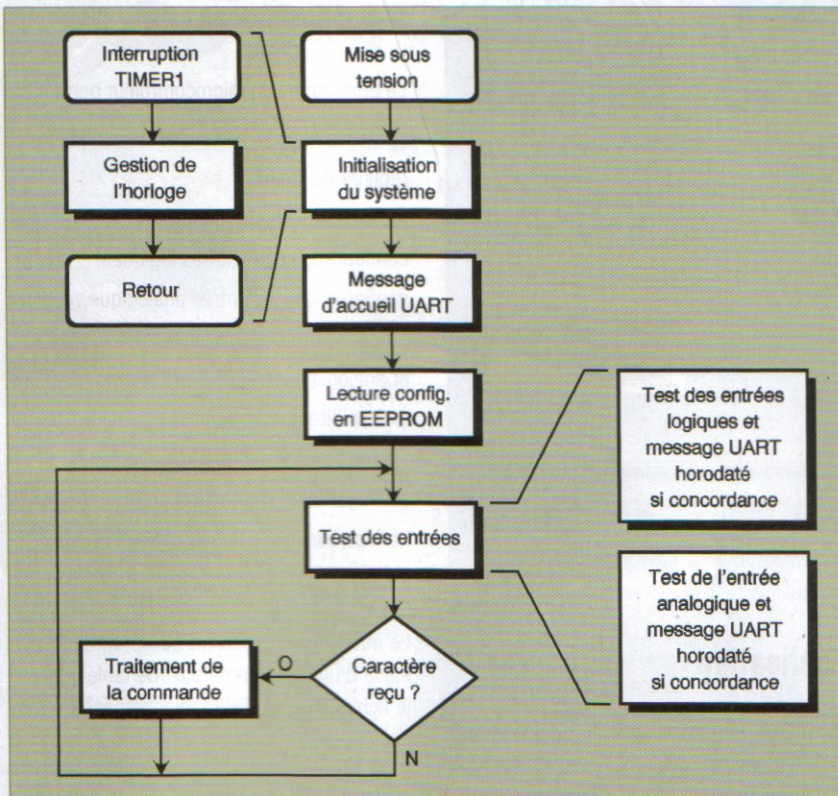 Interruption
TIMER1
Mise sous
tension
Gestion de
l'horloge
Initialisation
du système
Retour
Message
d'accueil UART
Lecture config.
en EEPROM
Test des entrées
logiques et
message UART
horodaté
si concordance
Test des entrées
Test de l'entrée
analogique et
message UART
horodaté
si concordance
Traitement de
la commande
O
Caractère
reçu ?
N